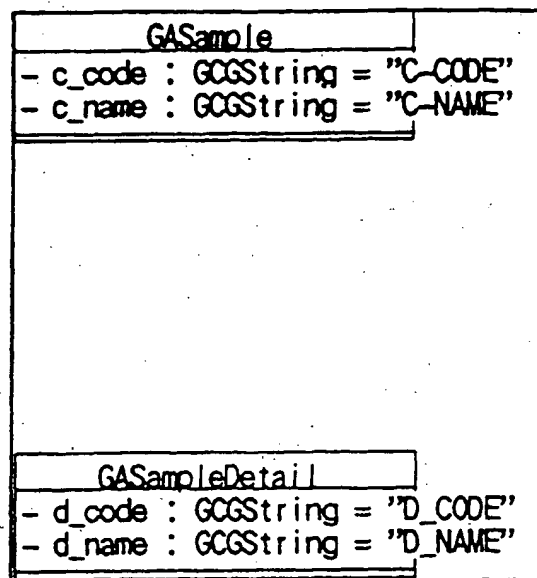 GASample
- c_code : GCGString = "C-CODE"
- c_name : GCGString = "C-NAME"
GASampleDetail
- d_code : GCGString = "D_CODE"
- d_name : GCGString = "D_NAME"